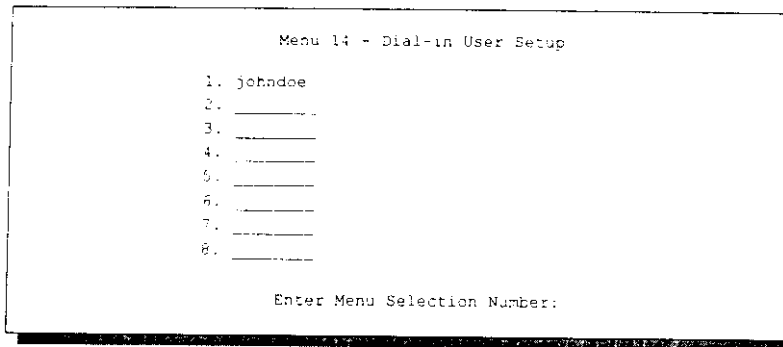 Menu 14 - Dial-in User Setup
1. johndoe
2. ________
3. ________
4. ________
5. ________
6. ________
7. ________
8. ________
Enter Menu Selection Number: